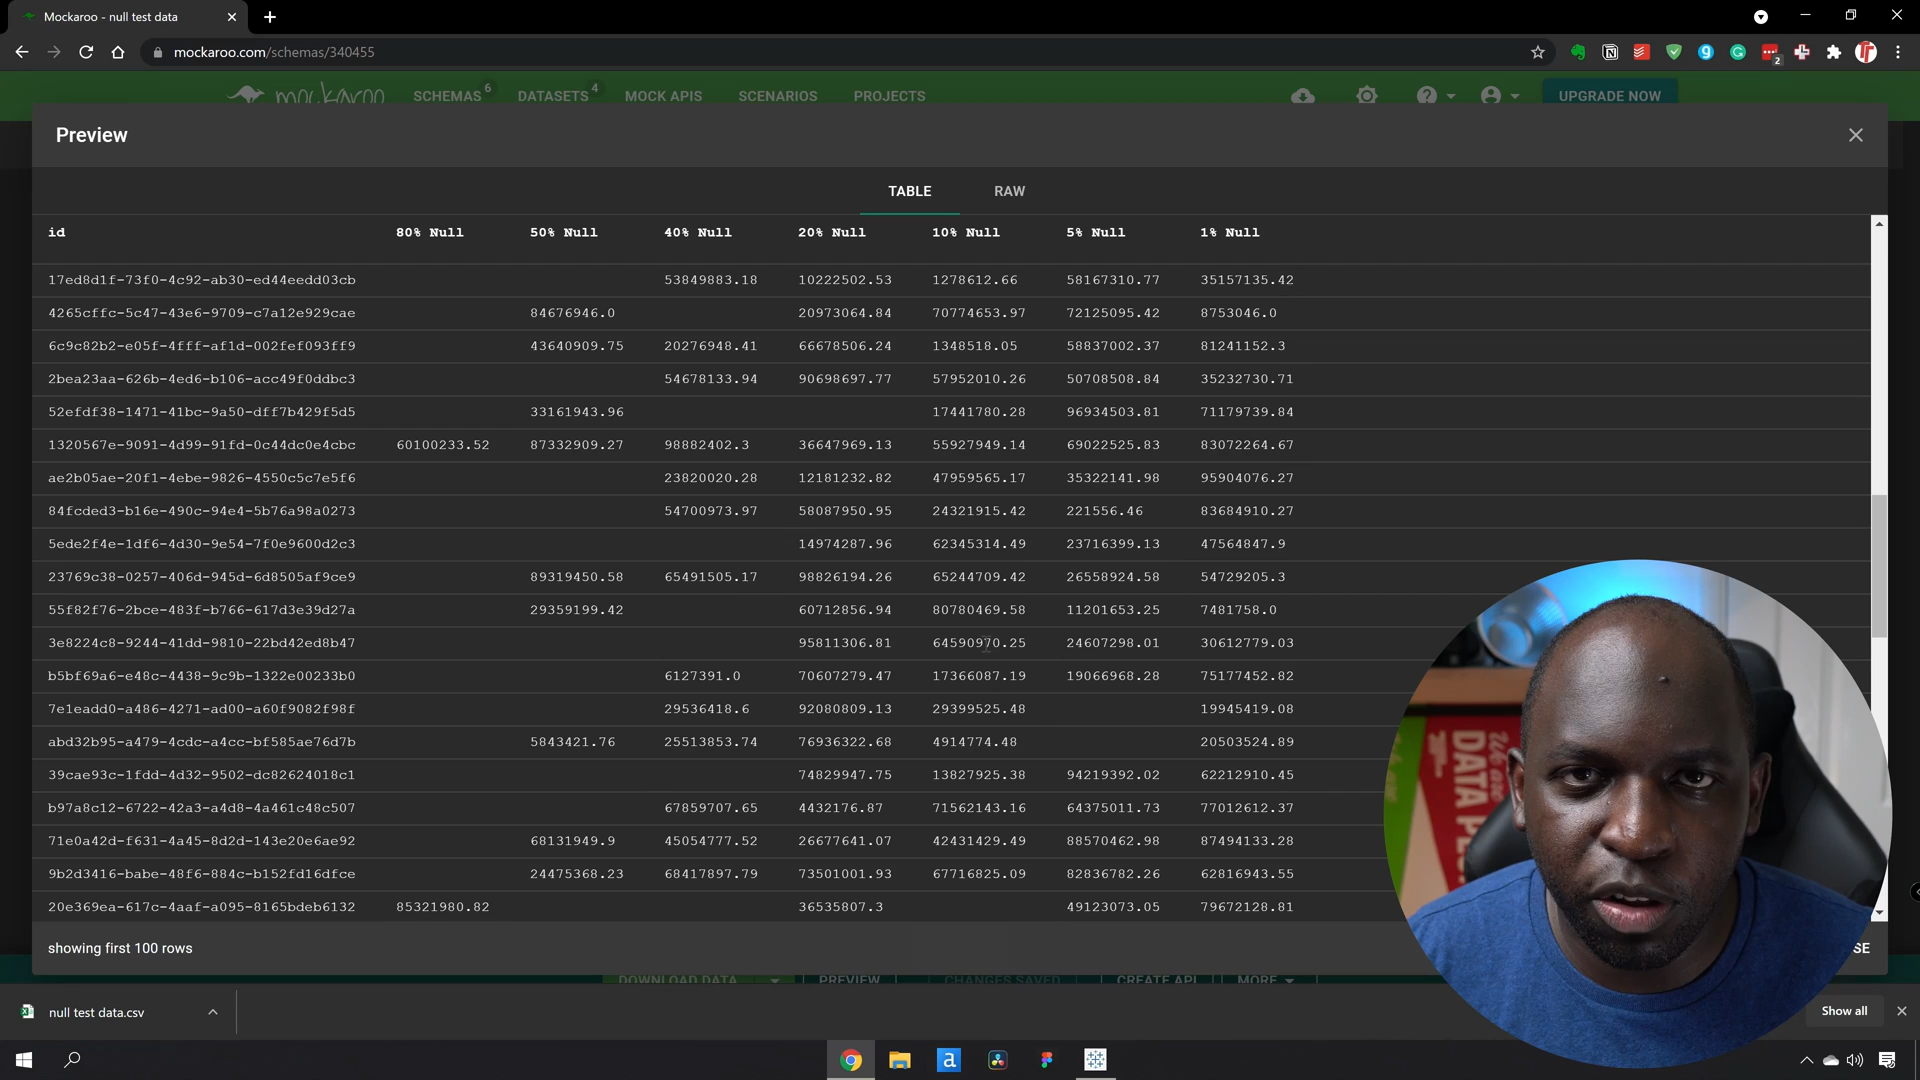 Mockaroo - null test data
mockaroo.com/schemas/340455
2
mockaroo SCHEMAS 6 DATASETS 4 MOCK APIS SCENARIOS PROJECTS UPGRADE NOW
Preview
TABLE RAW
id 80% Null 50% Null 40% Null 20% Null 10% Null 5% Null 1% Null
17ed8d1f-73f0-4c92-ab30-ed44eedd03cb 53849883.18 10222502.53 1278612.66 58167310.77 35157135.42
4265cffc-5c47-43e6-9709-c7a12e929cae 84676946.0 20973064.84 70774653.97 72125095.42 8753046.0
6c9c82b2-e05f-4fff-af1d-002fef093ff9 43640909.75 20276948.41 66678506.24 1348518.05 58837002.37 81241152.3
2bea23aa-626b-4ed6-b106-acc49f0ddbc3 54678133.94 90698697.77 57952010.26 50708508.84 35232730.71
52efdf38-1471-41bc-9a50-dff7b429f5d5 33161943.96 17441780.28 96934503.81 71179739.84
1320567e-9091-4d99-91fd-0c44dc0e4cbc 60100233.52 87332909.27 98882402.3 36647969.13 55927949.14 69022525.83 83072264.67
ae2b05ae-20f1-4ebe-9826-4550c5c7e5f6 23820020.28 12181232.82 47959565.17 35322141.98 95904076.27
84fcded3-b16e-490c-94e4-5b76a98a0273 54700973.97 58087950.95 24321915.42 221556.46 83684910.27
5ede2f4e-1df6-4d30-9e54-7f0e9600d2c3 14974287.96 62345314.49 23716399.13 47564847.9
23769c38-0257-406d-945d-6d8505af9ce9 89319450.58 65491505.17 98826194.26 65244709.42 26558924.58 54729205.3
55f82f76-2bce-483f-b766-617d3e39d27a 29359199.42 60712856.94 80780469.58 11201653.25 7481758.0
3e8224c8-9244-41dd-9810-22bd42ed8b47 95811306.81 64590970.25 24607298.01 30612779.03
b5bf69a6-e48c-4438-9c9b-1322e00233b0 6127391.0 70607279.47 17366087.19 19066968.28 75177452.82
7e1eadd0-a486-4271-ad00-a60f9082f98f 29536418.6 92080809.13 29399525.48 19945419.08
abd32b95-a479-4cdc-a4cc-bf585ae76d7b 5843421.76 25513853.74 76936322.68 4914774.48 20503524.89
39cae93c-1fdd-4d32-9502-dc82624018c1 74829947.75 13827925.38 94219392.02 62212910.45
b97a8c12-6722-42a3-a4d8-4a461c48c507 67859707.65 4432176.87 71562143.16 64375011.73 77012612.37
71e0a42d-f631-4a45-8d2d-143e20e6ae92 68131949.9 45054777.52 26677641.07 42431429.49 88570462.98 87494133.28
9b2d3416-babe-48f6-884c-b152fd16dfce 24475368.23 68417897.79 73501001.93 67716825.09 82836782.26 62816943.55
20e369ea-617c-4aaf-a095-8165bdeb6132 85321980.82 36535807.3 49123073.05 79672128.81
showing first 100 rows SE
DOWNLOAD DATA PREVIEW CHANGES SAVED CREATE API MORE
null test data.csv Show all
We are
DATA